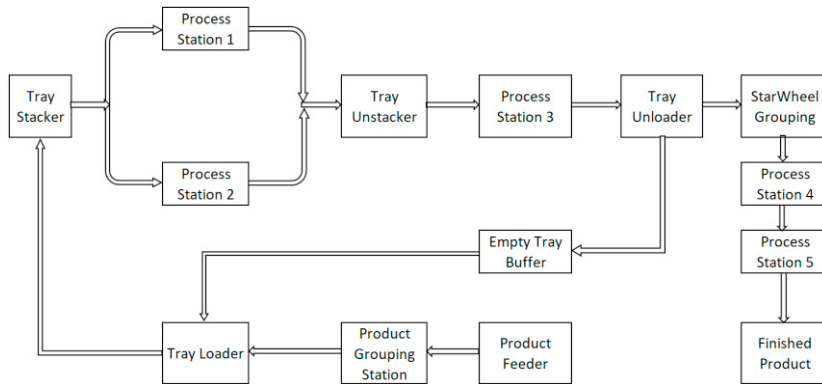 Process
Station 1
Tray
Stacker
Tray
Unstacker
Process
Station 3
Tray
Unloader
StarWheel
Grouping
Process
Station 2
Process
Station 4
Empty Tray
Buffer
Process
Station 5
Tray Loader
Product
Grouping
Station
Product
Feeder
Finished
Product